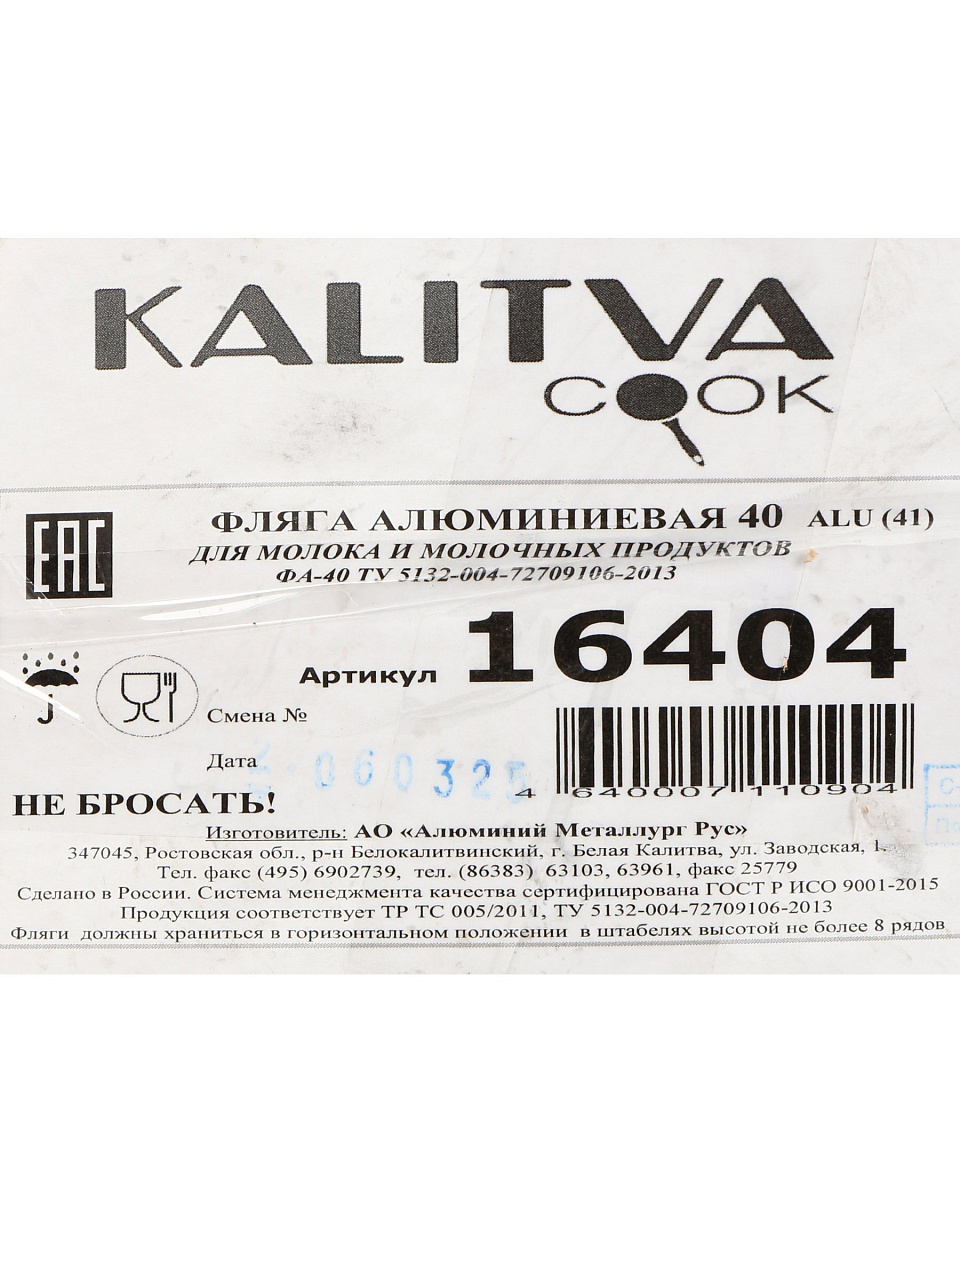 KALITVA
COOK
EAC
ФЛЯГА АЛЮМИНИЕВАЯ 40 ALU (41)
ДЛЯ МОЛОКА И МОЛОЧНЫХ ПРОДУКТОВ
ФА-40 ТУ 5132-004-72709106-2013
Артикул 16404
Смена №
Дата 060325
4 640007 110904
НЕ БРОСАТЬ!
Изготовитель: АО «Алюминий Металлург Рус»
347045, Ростовская обл., р-н Белокалитвинский, г. Белая Калитва, ул. Заводская, 1.
Тел. факс (495) 6902739, тел. (86383) 63103, 63961, факс 25779
Сделано в России. Система менеджмента качества сертифицирована ГОСТ Р ИСО 9001-2015
Продукция соответствует ТР ТС 005/2011, ТУ 5132-004-72709106-2013
Фляги должны храниться в горизонтальном положении в штабелях высотой не более 8 рядов